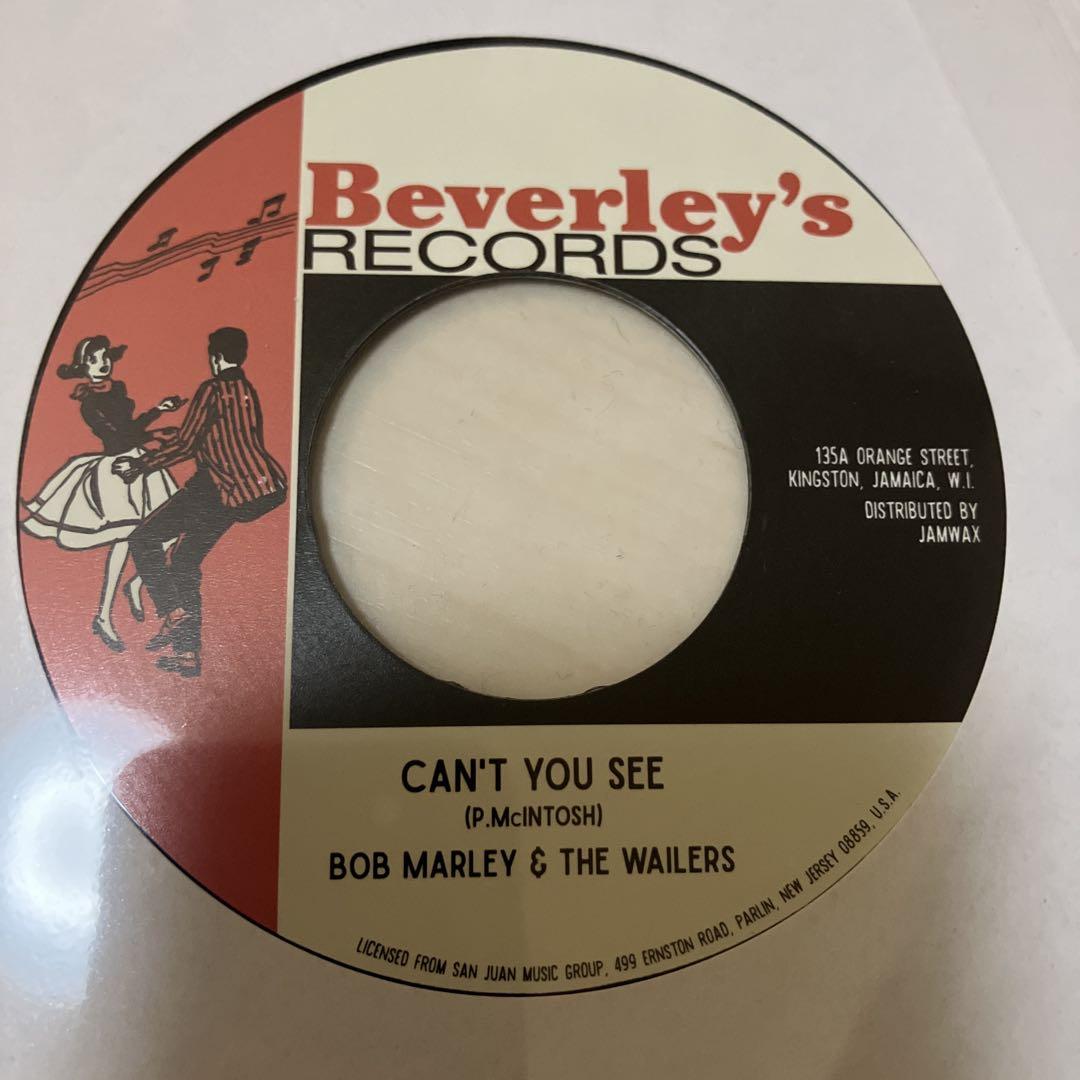 Beverley's
RECORDS
135A ORANGE STREET,
KINGSTON, JAMAICA, W.I.
DISTRIBUTED BY
JAMWAX
CAN'T YOU SEE
(P.McINTOSH)
BOB MARLEY & THE WAILERS
LICENSED FROM SAN JUAN MUSIC GROUP, 499 ERNSTON ROAD, PARLIN, NEW JERSEY 08859, U.S.A.